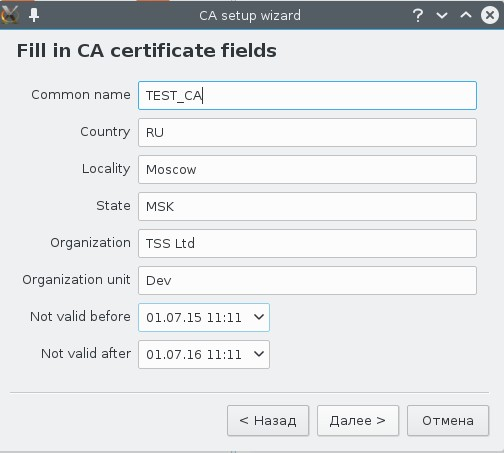 CA setup wizard
Fill in CA certificate fields
Common name TEST_CA
Country RU
Locality Moscow
State MSK
Organization TSS Ltd
Organization unit Dev
Not valid before 01.07.15 11:11
Not valid after 01.07.16 11:11
< Назад Далее > Отмена